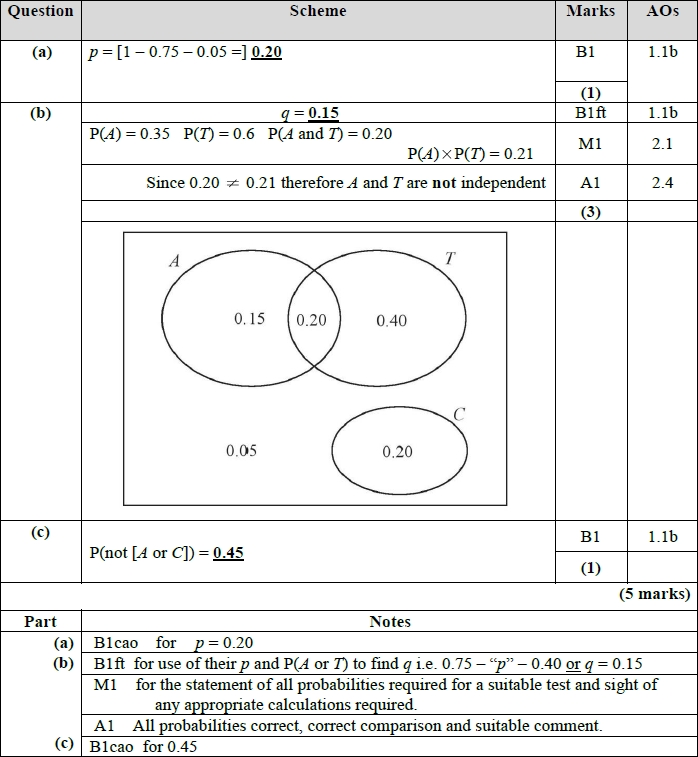 Question Scheme Marks AOs
(a) p = [1 – 0.75 – 0.05 =] 0.20 B1 1.1b
(1)
(b) q = 0.15 B1ft 1.1b
P(A) = 0.35 P(T) = 0.6 P(A and T) = 0.20
P(A)×P(T) = 0.21 M1 2.1
Since 0.20 ≠ 0.21 therefore A and T are not independent A1 2.4
(3)
A T
0.15 0.20 0.40
C
0.05 0.20
(c) B1 1.1b
P(not [A or C]) = 0.45
(1)
(5 marks)
Part Notes
(a) B1cao for p = 0.20
(b) B1ft for use of their p and P(A or T) to find q i.e. 0.75 – “p” – 0.40 or q = 0.15
M1 for the statement of all probabilities required for a suitable test and sight of
any appropriate calculations required.
A1 All probabilities correct, correct comparison and suitable comment.
(c) B1cao for 0.45